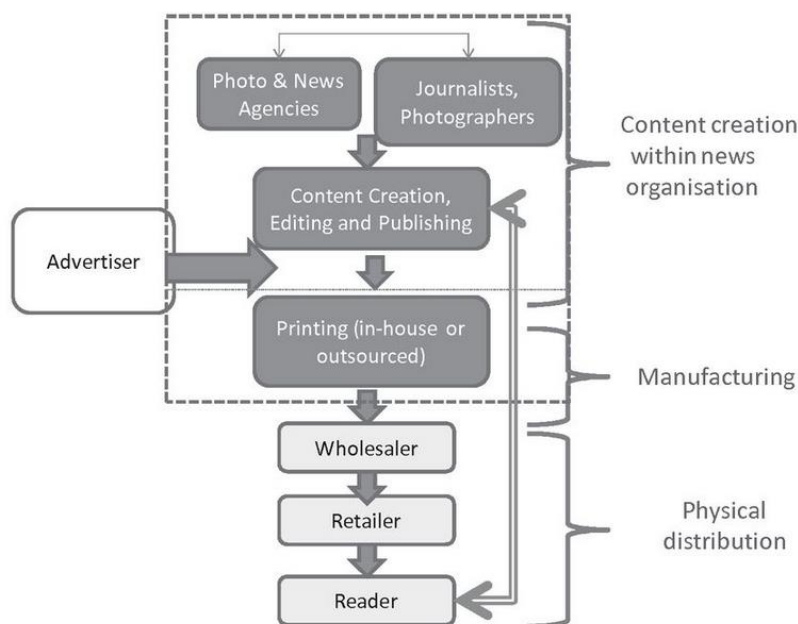 Photo & News
Agencies
Journalists,
Photographers
Content creation
within news
organisation
Content Creation,
Editing and Publishing
Advertiser
Printing (in-house or
outsourced)
Manufacturing
Wholesaler
Retailer
Physical
distribution
Reader